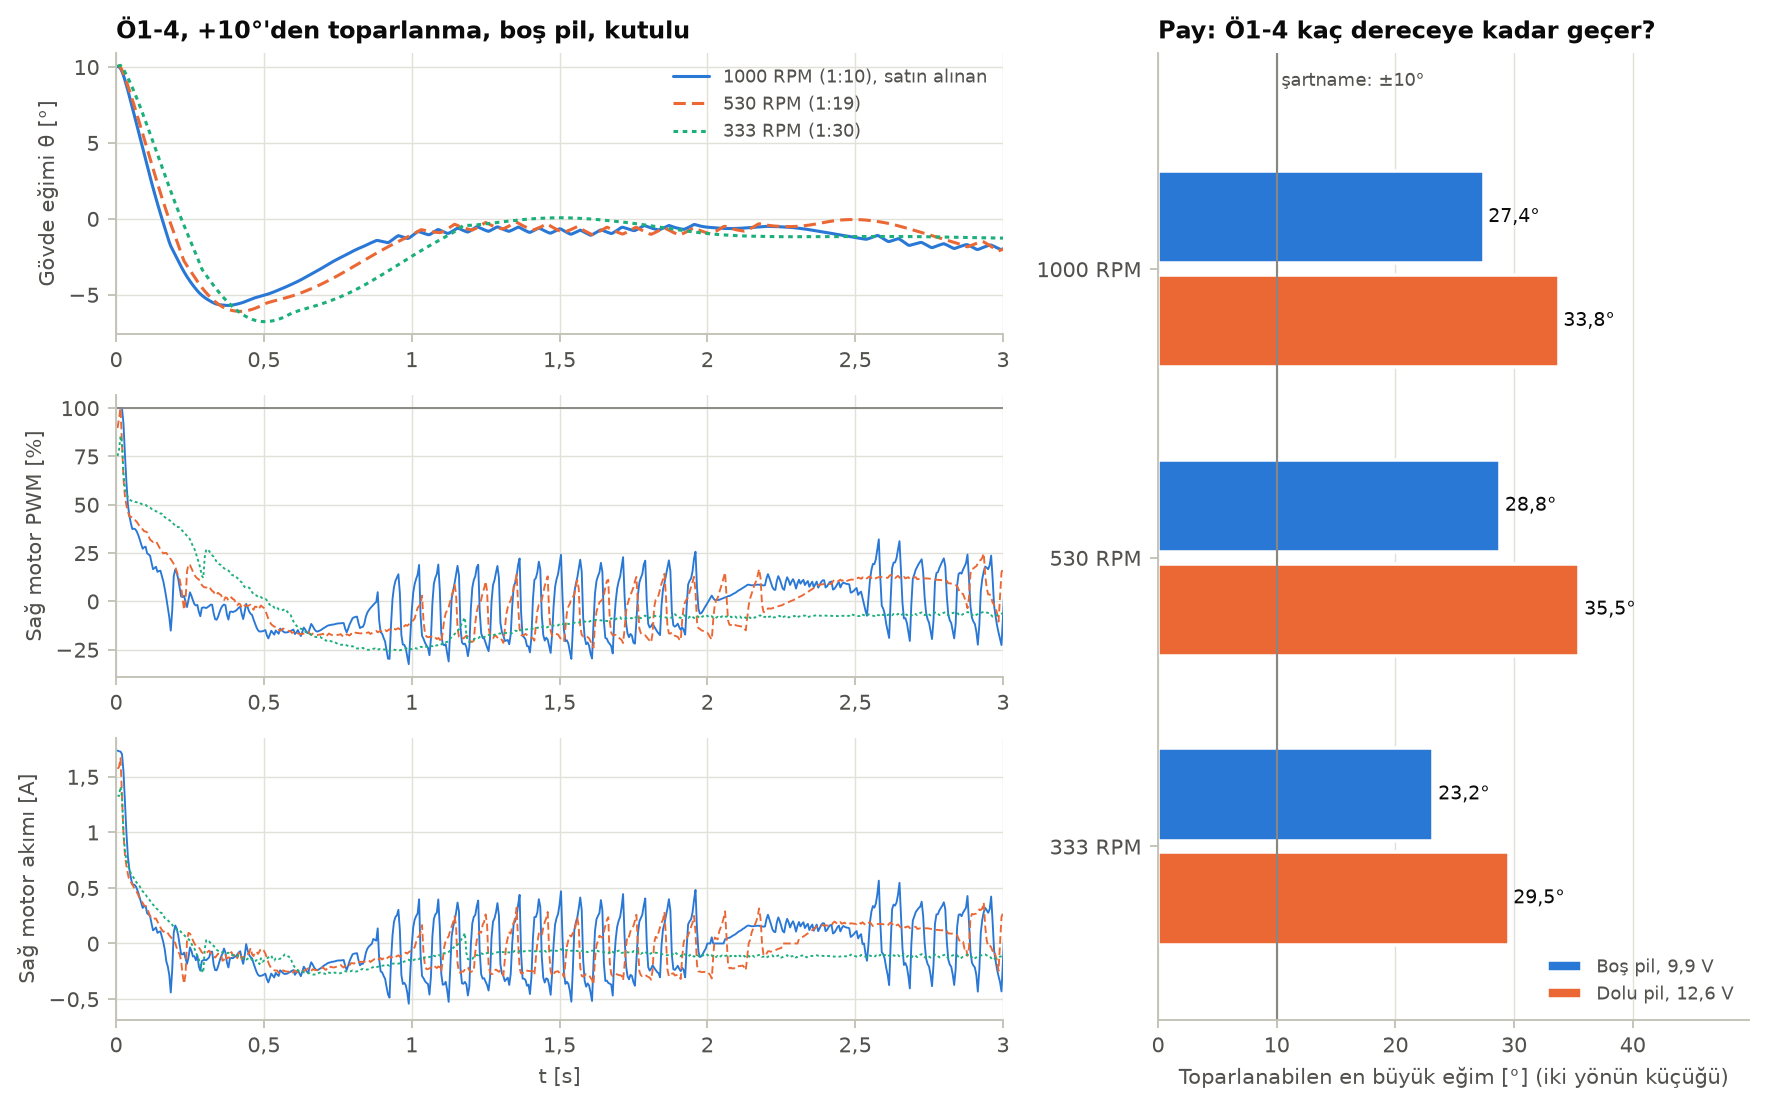 Ö1-4, +10°'den toparlanma, boş pil, kutulu
Gövde eğimi θ [°]
10
5
0
−5
1000 RPM (1:10), satın alınan
530 RPM (1:19)
333 RPM (1:30)
0 0,5 1 1,5 2 2,5 3
Sağ motor PWM [%]
100
75
50
25
0
−25
0 0,5 1 1,5 2 2,5 3
Sağ motor akımı [A]
1,5
1
0,5
0
−0,5
0 0,5 1 1,5 2 2,5 3
t [s]
Pay: Ö1-4 kaç dereceye kadar geçer?
şartname: ±10°
27,4°
1000 RPM
33,8°
28,8°
530 RPM
35,5°
23,2°
333 RPM
29,5°
Boş pil, 9,9 V
Dolu pil, 12,6 V
0 10 20 30 40
Toparlanabilen en büyük eğim [°] (iki yönün küçüğü)